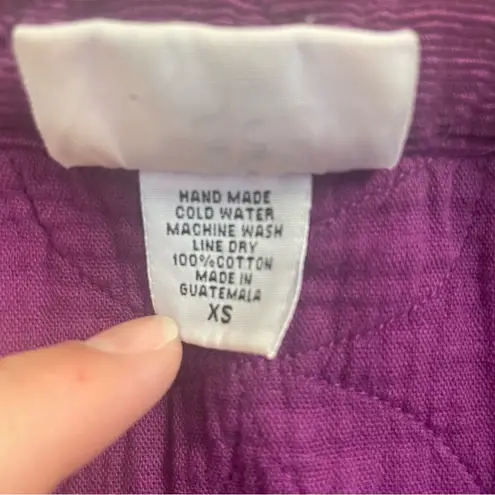 HAND MADE
COLD WATER
MACHINE WASH
LINE DRY
100% COTTON
MADE IN
GUATEMALA
XS